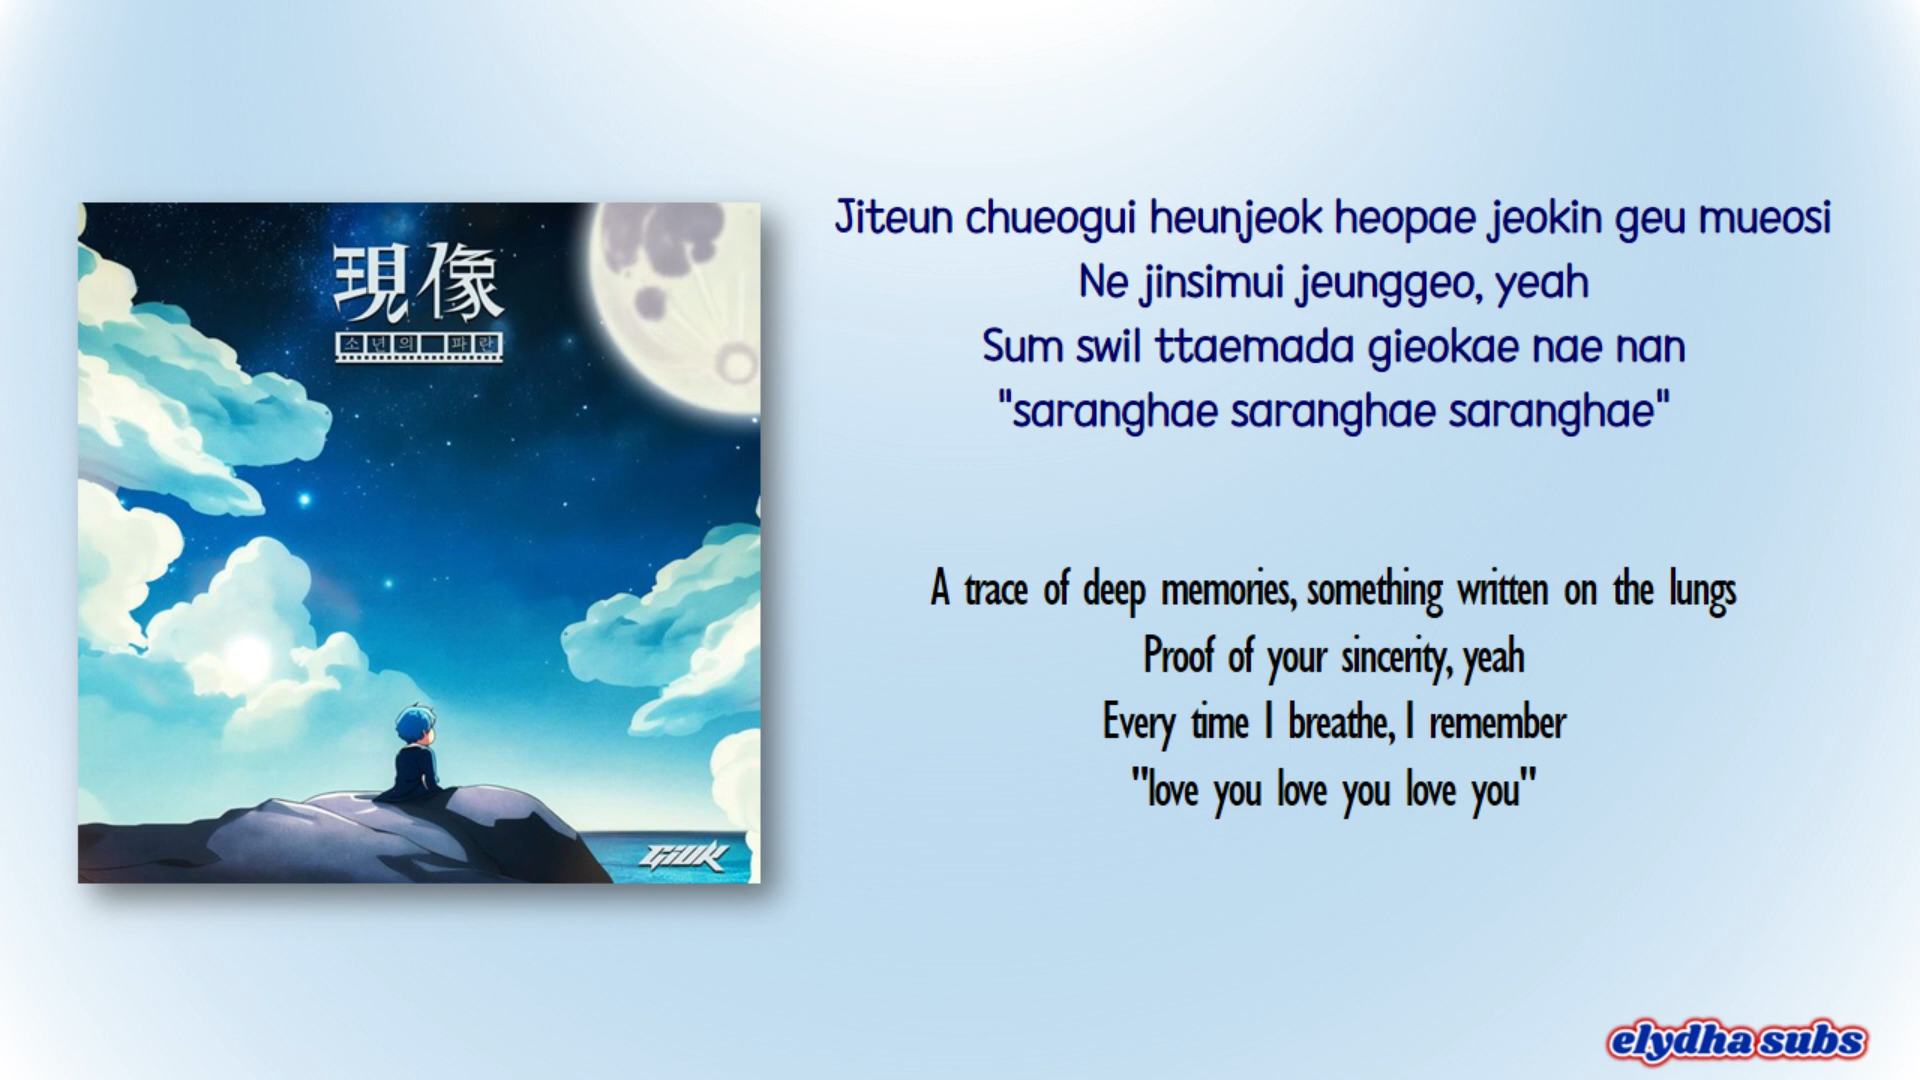 現像
소년의 파란
GIUK
Jiteun chueogui heunjeok heopae jeokin geu mueosi
Ne jinsimui jeunggeo, yeah
Sum swil ttaemada gieokae nae nan
"saranghae saranghae saranghae"
A trace of deep memories, something written on the lungs
Proof of your sincerity, yeah
Every time I breathe, I remember
"love you love you love you"
elydha subs